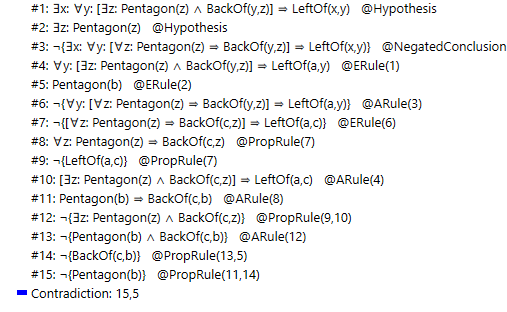 #1: ∃x: ∀y: [∃z: Pentagon(z) ∧ BackOf(y,z)] ⇒ LeftOf(x,y)   @Hypothesis
#2: ∃z: Pentagon(z)   @Hypothesis
#3: ¬{∃x: ∀y: [∀z: Pentagon(z) ⇒ BackOf(y,z)] ⇒ LeftOf(x,y)}   @NegatedConclusion
#4: ∀y: [∃z: Pentagon(z) ∧ BackOf(y,z)] ⇒ LeftOf(a,y)   @ERule(1)
#5: Pentagon(b)   @ERule(2)
#6: ¬{∀y: [∀z: Pentagon(z) ⇒ BackOf(y,z)] ⇒ LeftOf(a,y)}   @ARule(3)
#7: ¬{[∀z: Pentagon(z) ⇒ BackOf(c,z)] ⇒ LeftOf(a,c)}   @ERule(6)
#8: ∀z: Pentagon(z) ⇒ BackOf(c,z)   @PropRule(7)
#9: ¬{LeftOf(a,c)}   @PropRule(7)
#10: [∃z: Pentagon(z) ∧ BackOf(c,z)] ⇒ LeftOf(a,c)   @ARule(4)
#11: Pentagon(b) ⇒ BackOf(c,b)   @ARule(8)
#12: ¬{∃z: Pentagon(z) ∧ BackOf(c,z)}   @PropRule(9,10)
#13: ¬{Pentagon(b) ∧ BackOf(c,b)}   @ARule(12)
#14: ¬{BackOf(c,b)}   @PropRule(13,5)
#15: ¬{Pentagon(b)}   @PropRule(11,14)
Contradiction: 15,5